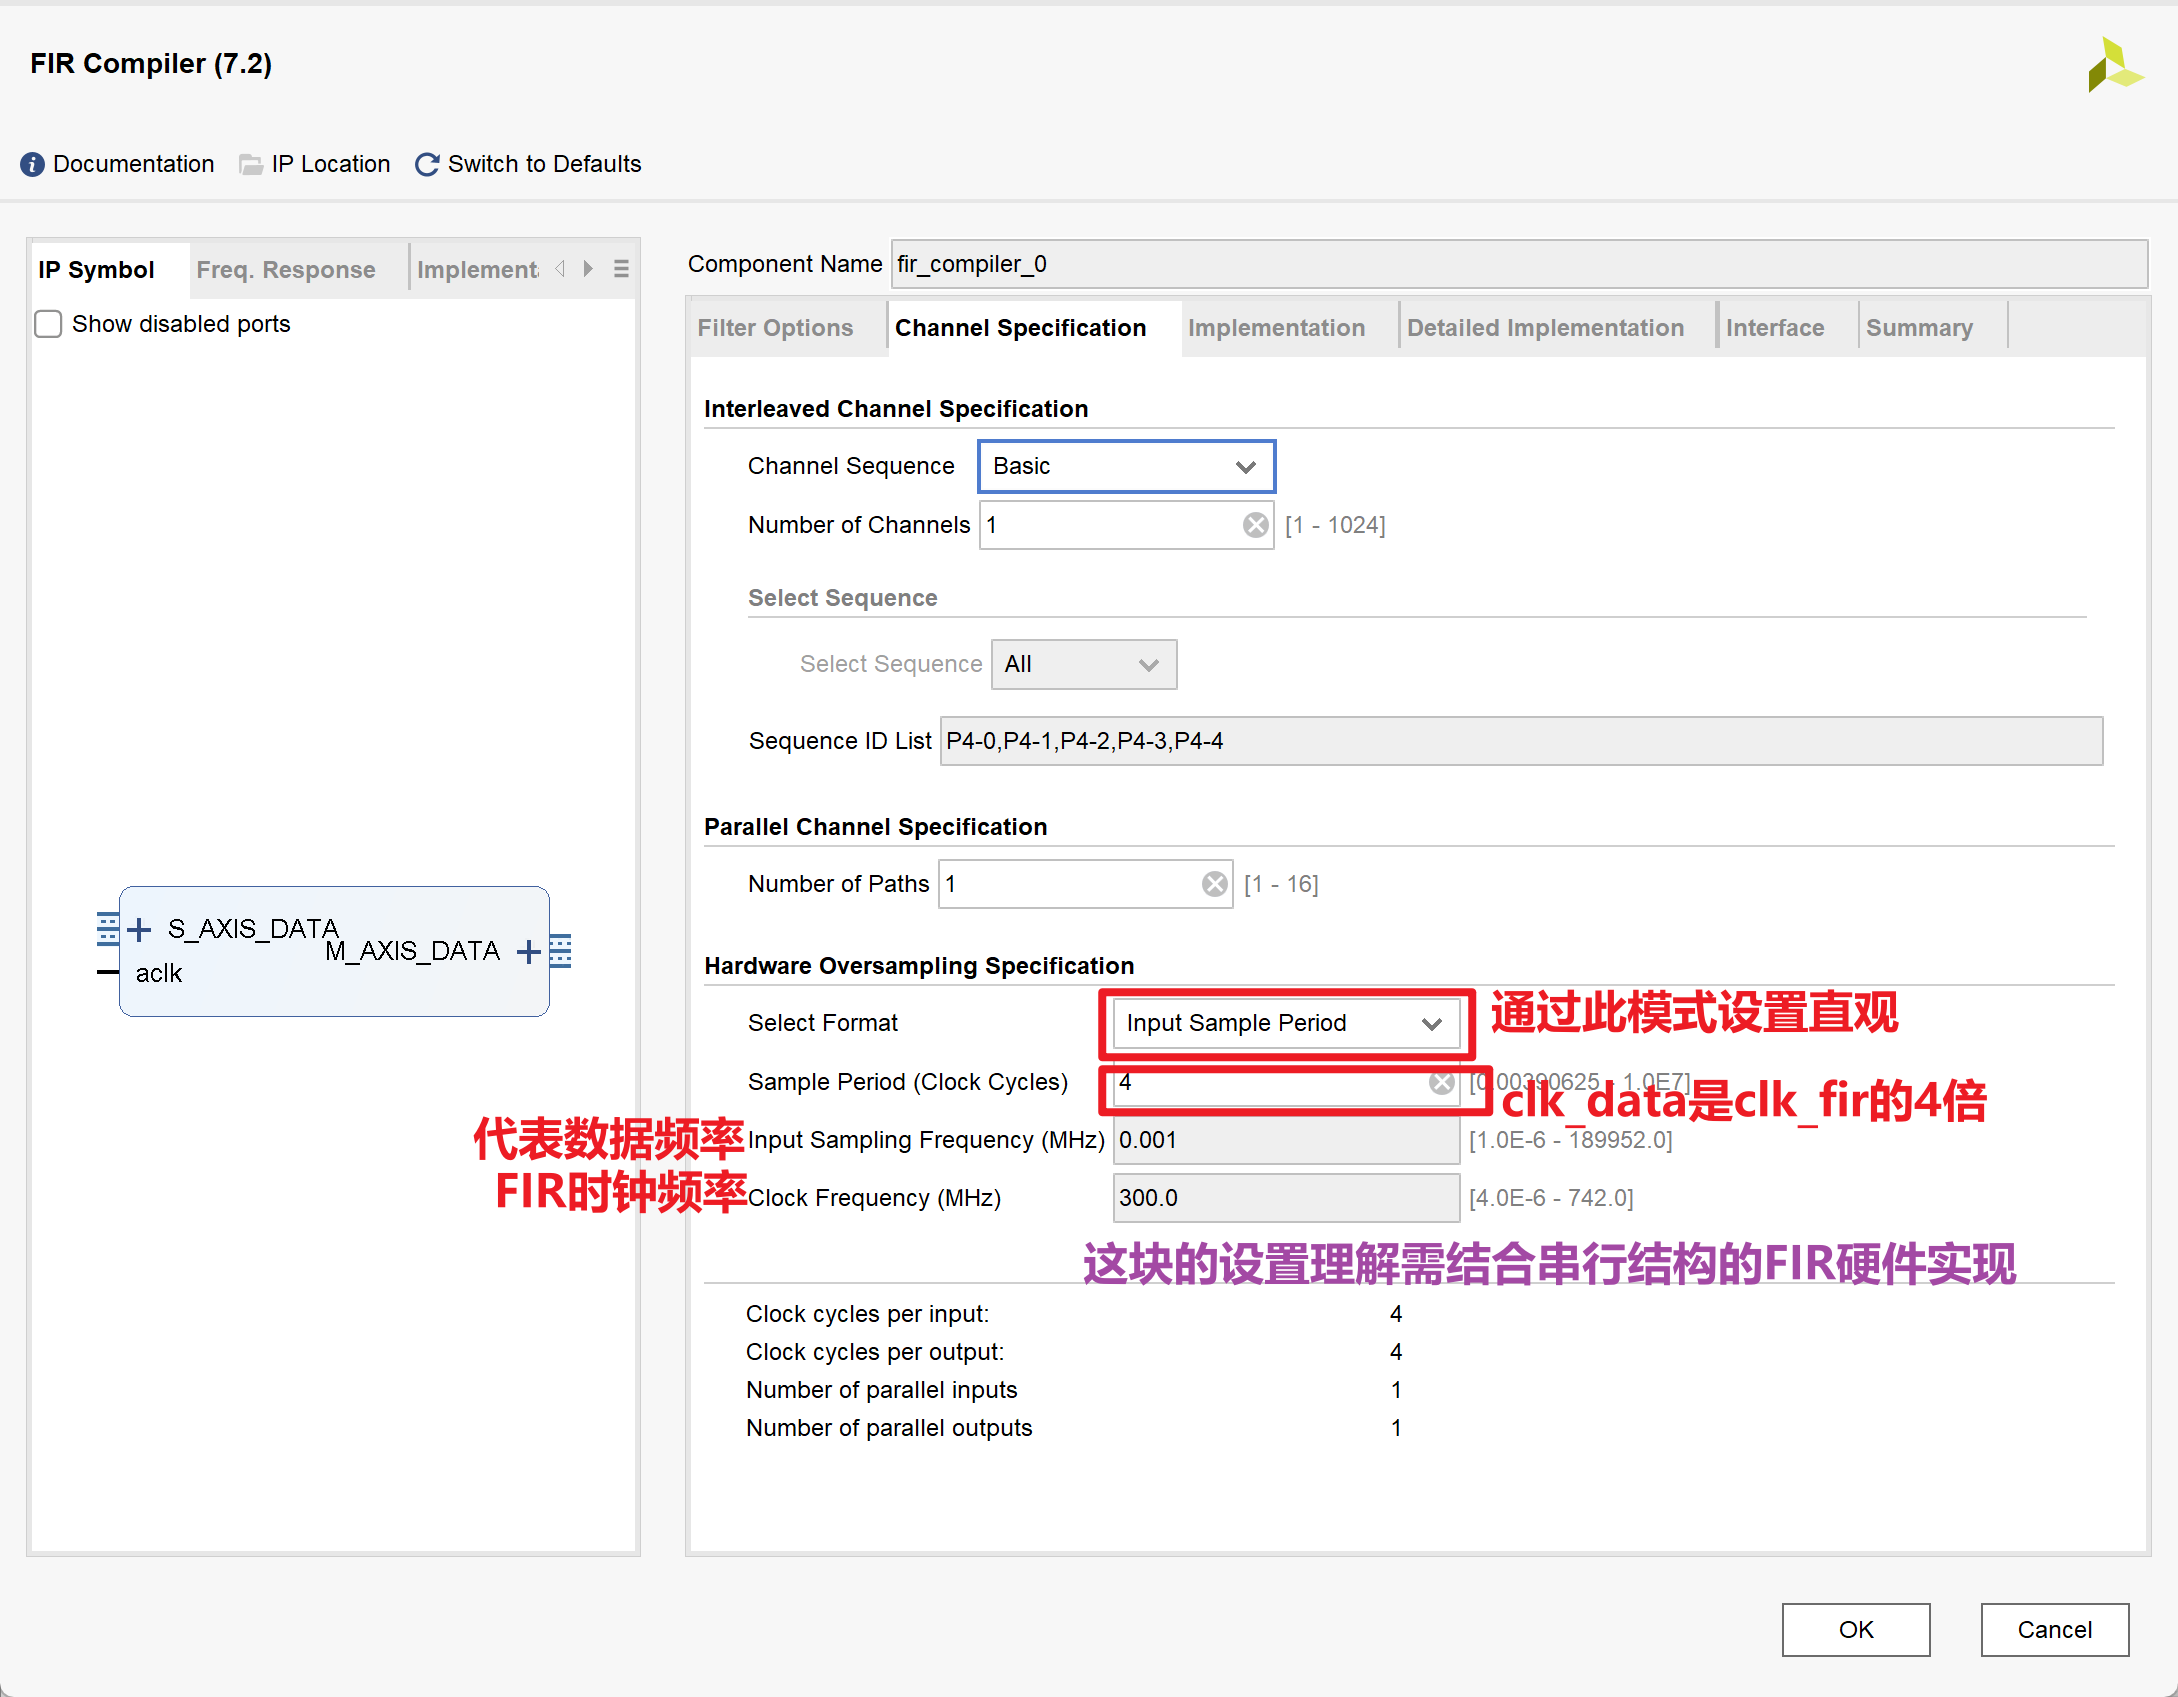 FIR Compiler (7.2)
Documentation
IP Location
Switch to Defaults
IP Symbol
Freq. Response
Implement
Show disabled ports
S_AXIS_DATA
M_AXIS_DATA
aclk
Component Name fir_compiler_0
Filter Options
Channel Specification
Implementation
Detailed Implementation
Interface
Summary
Interleaved Channel Specification
Channel Sequence Basic
Number of Channels 1 [1 - 1024]
Select Sequence
Select Sequence All
Sequence ID List P4-0,P4-1,P4-2,P4-3,P4-4
Parallel Channel Specification
Number of Paths 1 [1 - 16]
Hardware Oversampling Specification
Select Format Input Sample Period 通过此模式设置直观
Sample Period (Clock Cycles) 4 [0.00390625 - 1.0E7]
clk_data是clk_fir的4倍
代表数据频率 Input Sampling Frequency (MHz) 0.001 [1.0E-6 - 189952.0]
FIR时钟频率 Clock Frequency (MHz) 300.0 [4.0E-6 - 742.0]
这块的设置理解需结合串行结构的FIR硬件实现
Clock cycles per input: 4
Clock cycles per output: 4
Number of parallel inputs 1
Number of parallel outputs 1
OK
Cancel